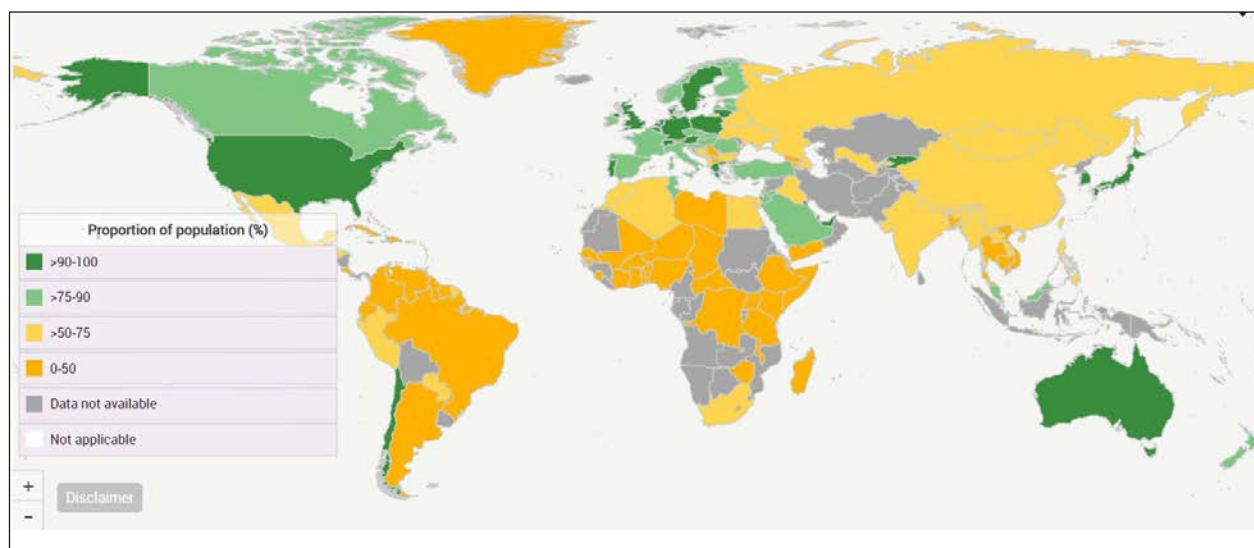 Proportion of population (%)
>90-100
>75-90
>50-75
0-50
Data not available
Not applicable
+
Disclaimer
-